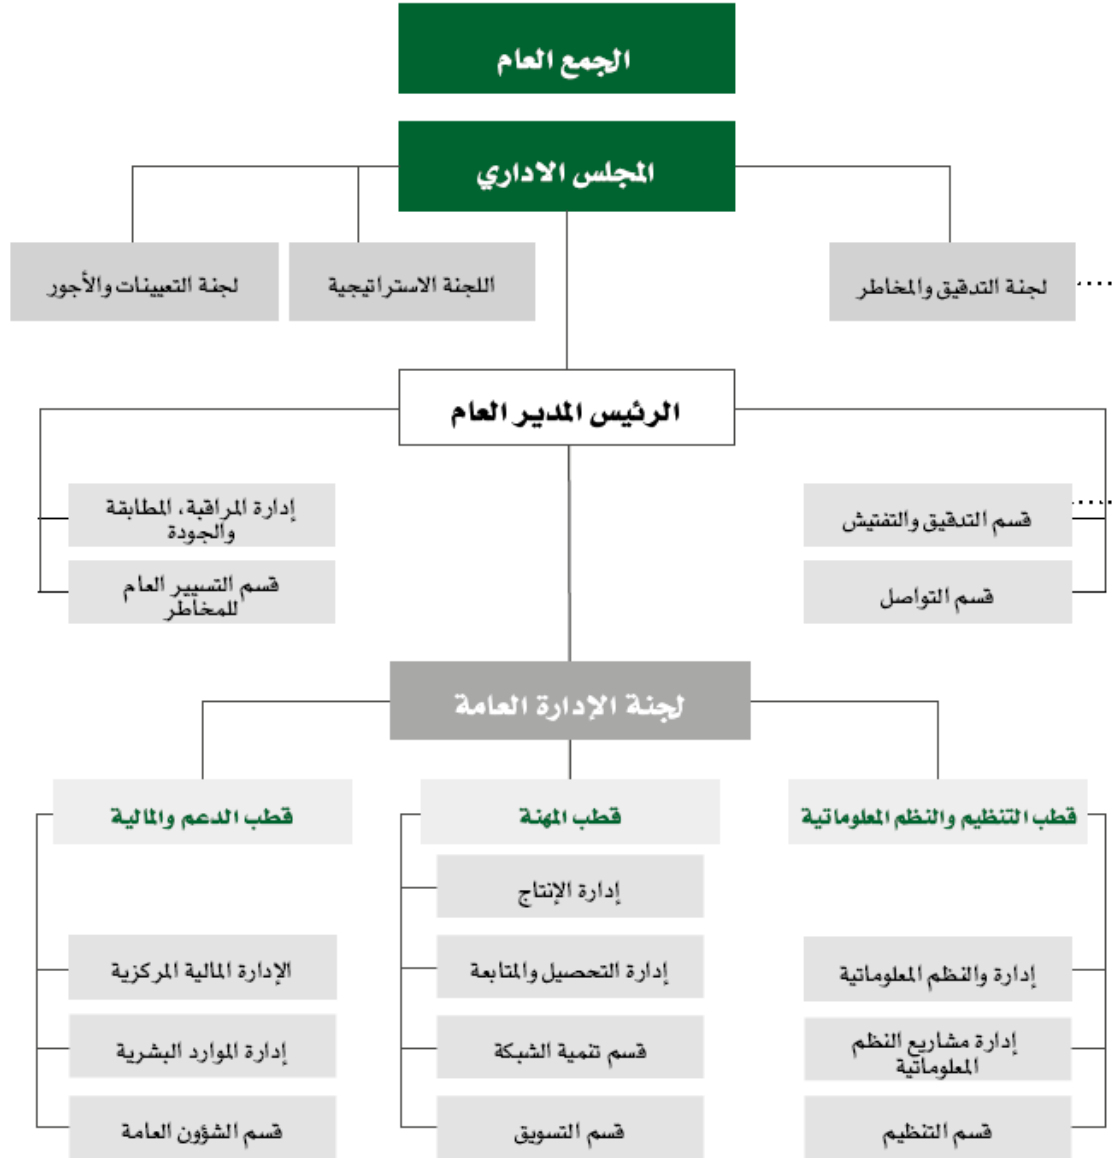 الجمع العام
المجلس الاداري
لجنة التدقيق والمخاطر
اللجنة الاستراتيجية
لجنة التعيينات والأجور
الرئيس المدير العام
قسم التدقيق والتفتيش
إدارة المراقبة، المطابقة
والجودة
قسم التواصل
قسم التسيير العام
للمخاطر
لجنة الإدارة العامة
قطب التنظيم والنظم المعلوماتية
قطب المهنة
قطب الدعم والمالية
إدارة الإنتاج
إدارة والنظم المعلوماتية
إدارة التحصيل والمتابعة
الإدارة المالية المركزية
إدارة مشاريع النظم
المعلوماتية
قسم تنمية الشبكة
إدارة الموارد البشرية
قسم التنظيم
قسم التسويق
قسم الشؤون العامة